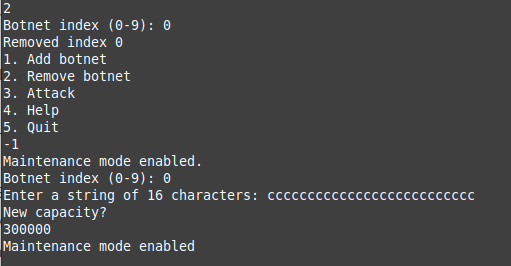 2
Botnet index (0-9): 0
Removed index 0
1. Add botnet
2. Remove botnet
3. Attack
4. Help
5. Quit
-1
Maintenance mode enabled.
Botnet index (0-9): 0
Enter a string of 16 characters: cccccccccccccccccccccccccc
New capacity?
300000
Maintenance mode enabled